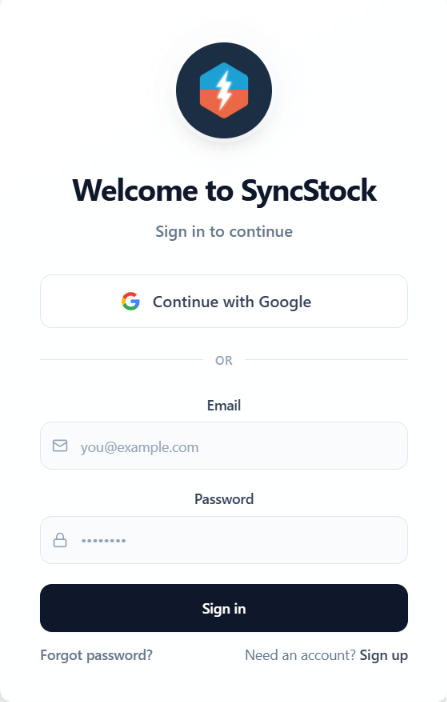 Welcome to SyncStock
Sign in to continue
Continue with Google
OR
Email
you@example.com
Password
••••••••
Sign in
Forgot password? Need an account? Sign up